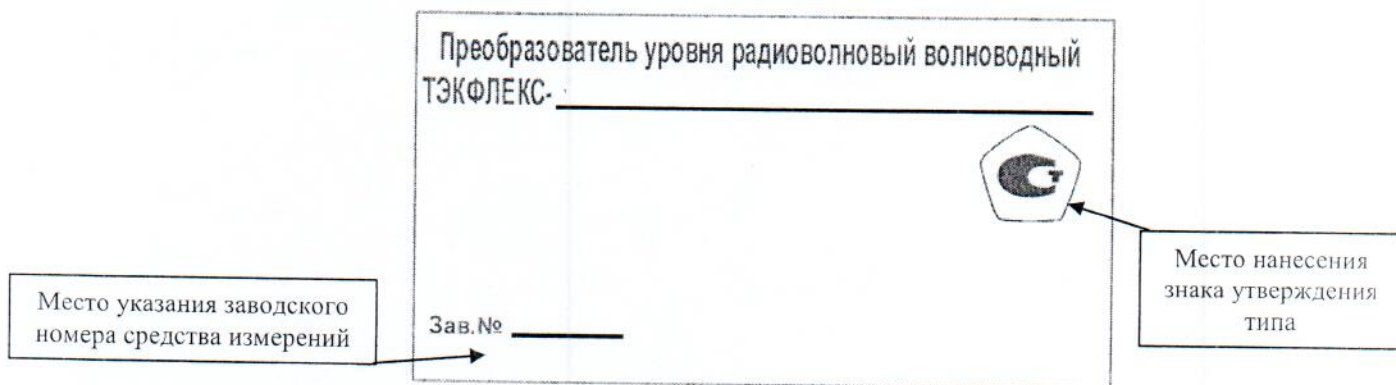 Преобразователь уровня радиоволновый волноводный
ТЭКФЛЕКС-
Место нанесения
знака утверждения
типа
Место указания заводского
номера средства измерений
Зав.№